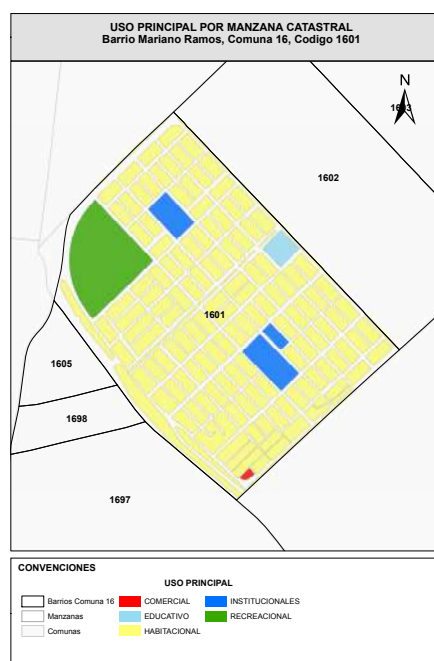 USO PRINCIPAL POR MANZANA CATASTRAL
Barrio Mariano Ramos, Comuna 16, Codigo 1601
N
1603
1602
1601
1605
1698
1697
CONVENCIONES
USO PRINCIPAL
Barrios Comuna 16 COMERCIAL INSTITUCIONALES
Manzanas EDUCATIVO RECREACIONAL
Comunas HABITACIONAL